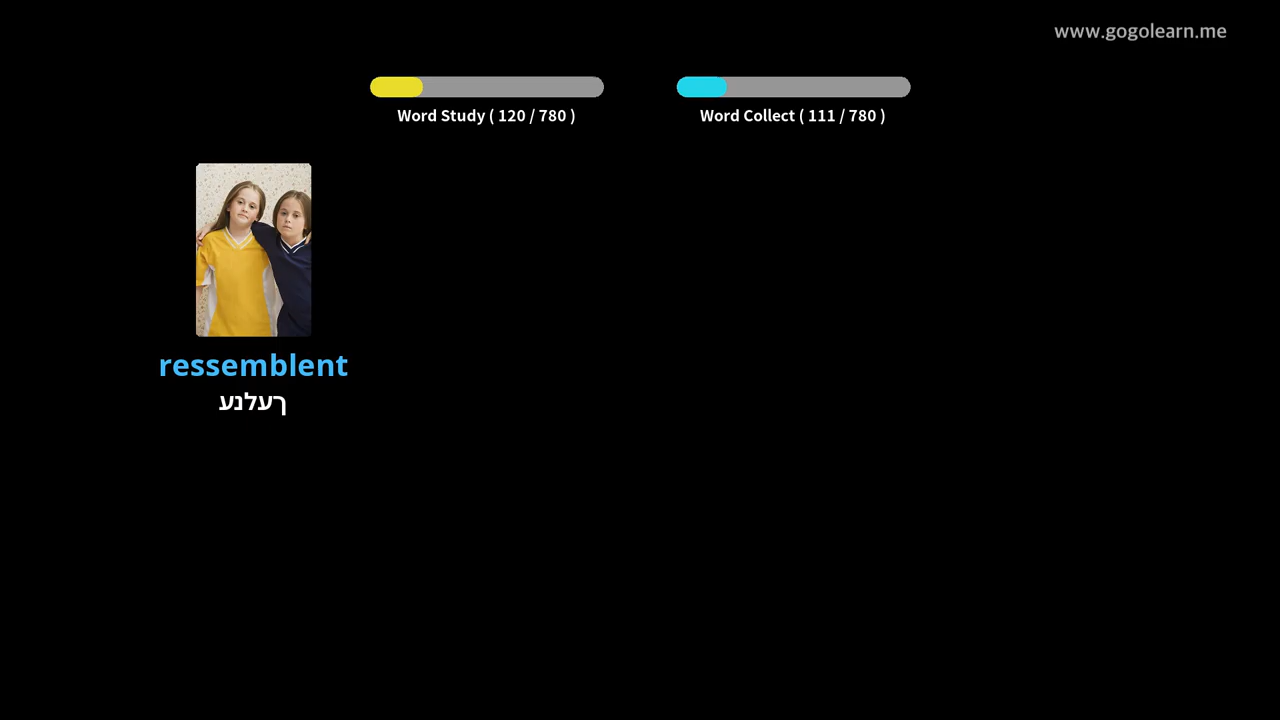 www.gogolearn.me
Word Study ( 120 / 780 )
Word Collect ( 111 / 780 )
ressemblent
ךעלנע